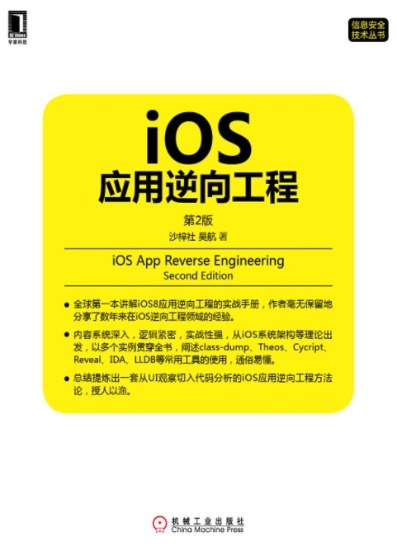 华章科技
信息安全
技术丛书
iOS
应用逆向工程
第2版
沙梓社 吴航 著
iOS App Reverse Engineering
Second Edition
● 全球第一本讲解iOS8应用逆向工程的实战手册，作者毫无保留地
分享了数年来在iOS逆向工程领域的经验。
● 内容系统深入，逻辑紧密，实战性强，从iOS系统架构等理论出
发，以多个实例贯穿全书，阐述class-dump、Theos、Cycript、
Reveal、IDA、LLDB等常用工具的使用，通俗易懂。
● 总结提炼出一套从UI观察切入代码分析的iOS应用逆向工程方法
论，授人以渔。
机械工业出版社
China Machine Press